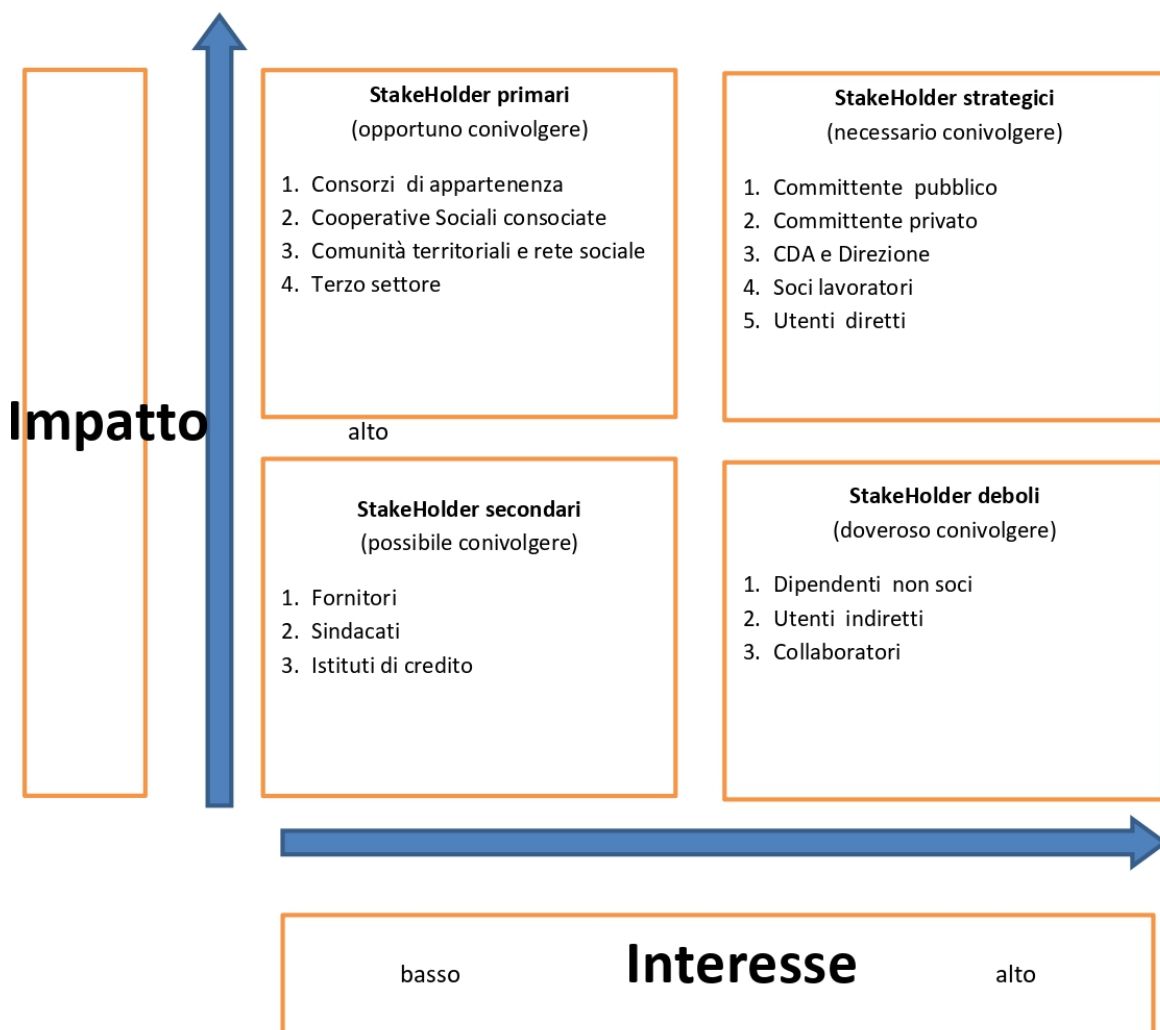 StakeHolder primari
(opportuno conivolgere)
1. Consorzi di appartenenza
2. Cooperative Sociali consociate
3. Comunità territoriali e rete sociale
4. Terzo settore
StakeHolder strategici
(necessario conivolgere)
1. Committente pubblico
2. Committente privato
3. CDA e Direzione
4. Soci lavoratori
5. Utenti diretti
Impatto
alto
StakeHolder secondari
(possibile conivolgere)
1. Fornitori
2. Sindacati
3. Istituti di credito
StakeHolder deboli
(doveroso conivolgere)
1. Dipendenti non soci
2. Utenti indiretti
3. Collaboratori
basso Interesse alto